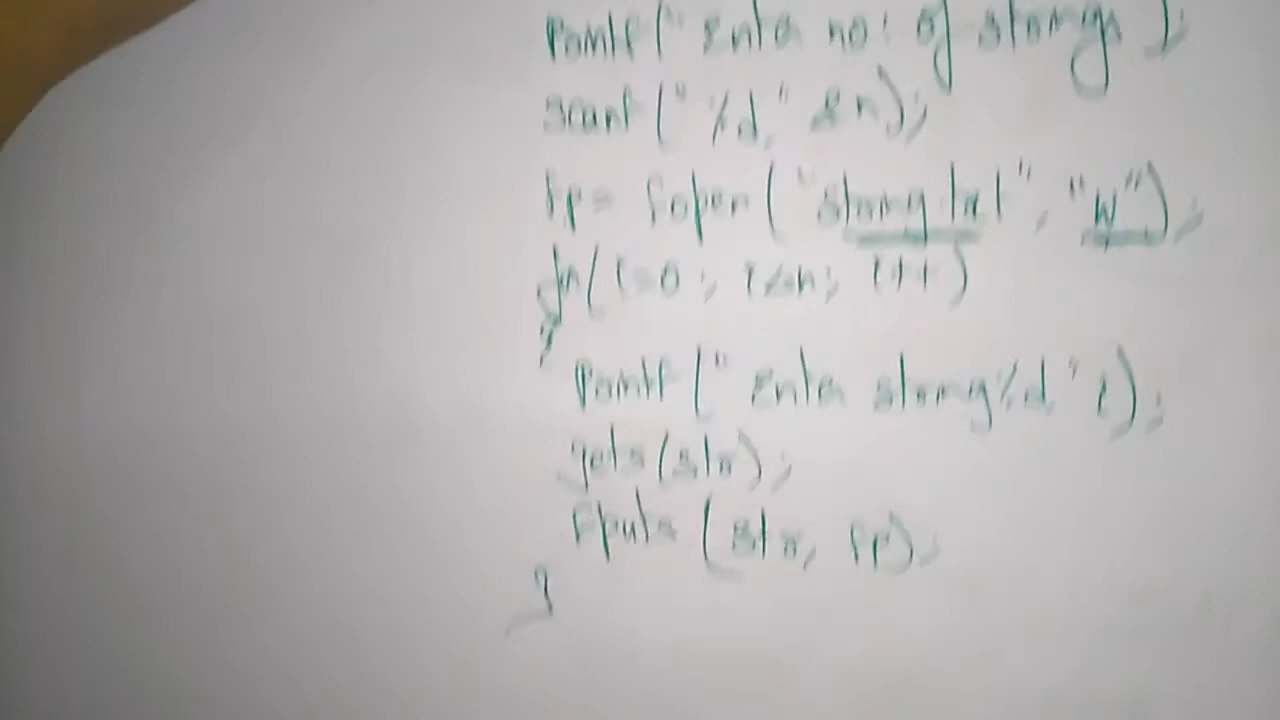 printf(" Enter no: of strings );
scanf (" %d," &n);
fp= fopen ( "string.txt", "w");
for(i=0; i<n; i++)
{
printf (" Enter string%d" i);
gets(str);
fputs (str, fp);
}